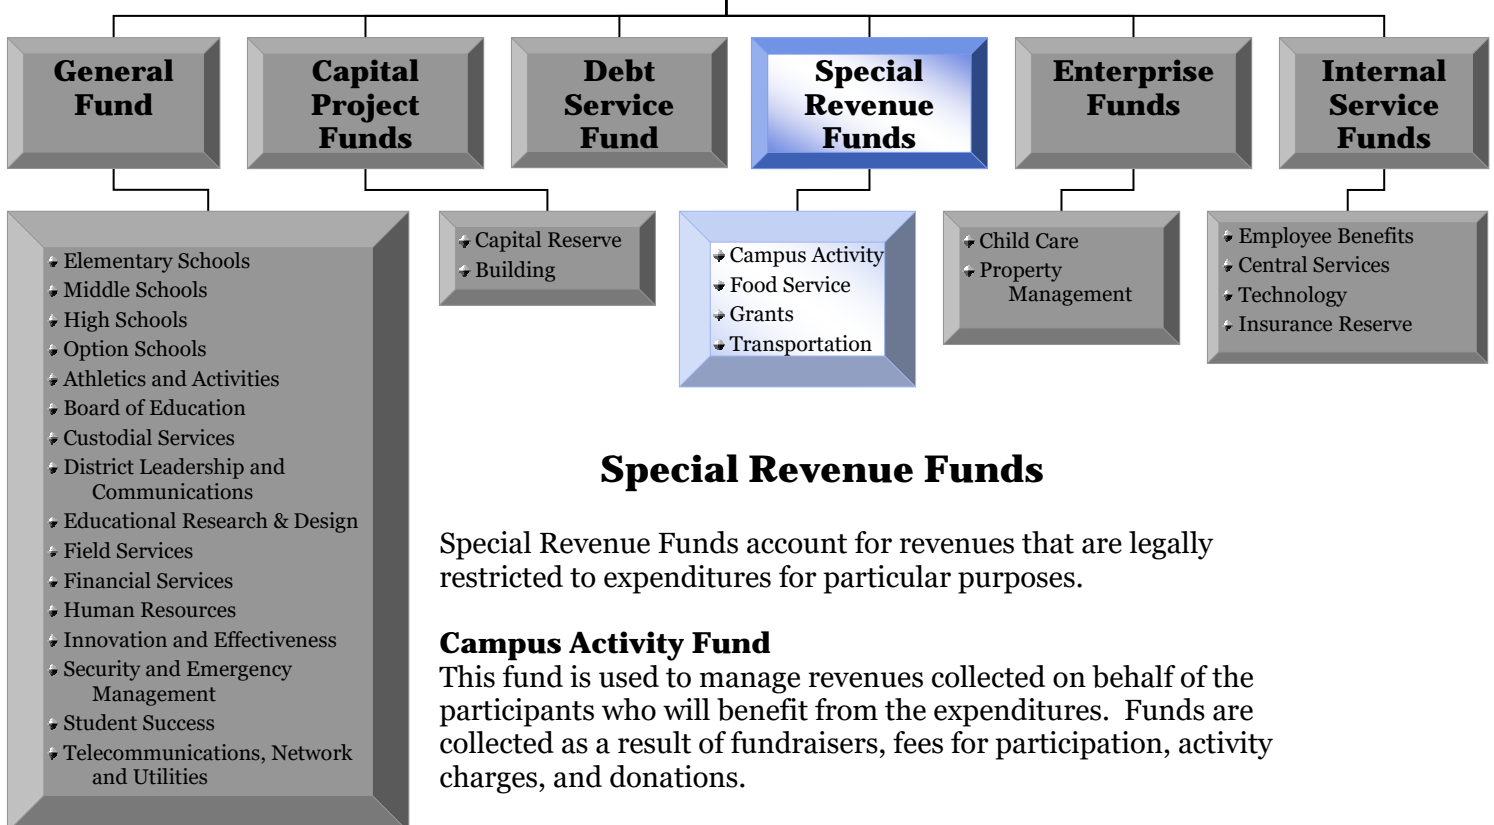 General
Fund
Capital
Project
Funds
Debt
Service
Fund
Special
Revenue
Funds
Enterprise
Funds
Internal
Service
Funds
Elementary Schools
Middle Schools
High Schools
Option Schools
Athletics and Activities
Board of Education
Custodial Services
District Leadership and
Communications
Educational Research & Design
Field Services
Financial Services
Human Resources
Innovation and Effectiveness
Security and Emergency
Management
Student Success
Telecommunications, Network
and Utilities
Capital Reserve
Building
Campus Activity
Food Service
Grants
Transportation
Child Care
Property
Management
Employee Benefits
Central Services
Technology
Insurance Reserve
Special Revenue Funds
Special Revenue Funds account for revenues that are legally
restricted to expenditures for particular purposes.
Campus Activity Fund
This fund is used to manage revenues collected on behalf of the
participants who will benefit from the expenditures.  Funds are
collected as a result of fundraisers, fees for participation, activity
charges, and donations.